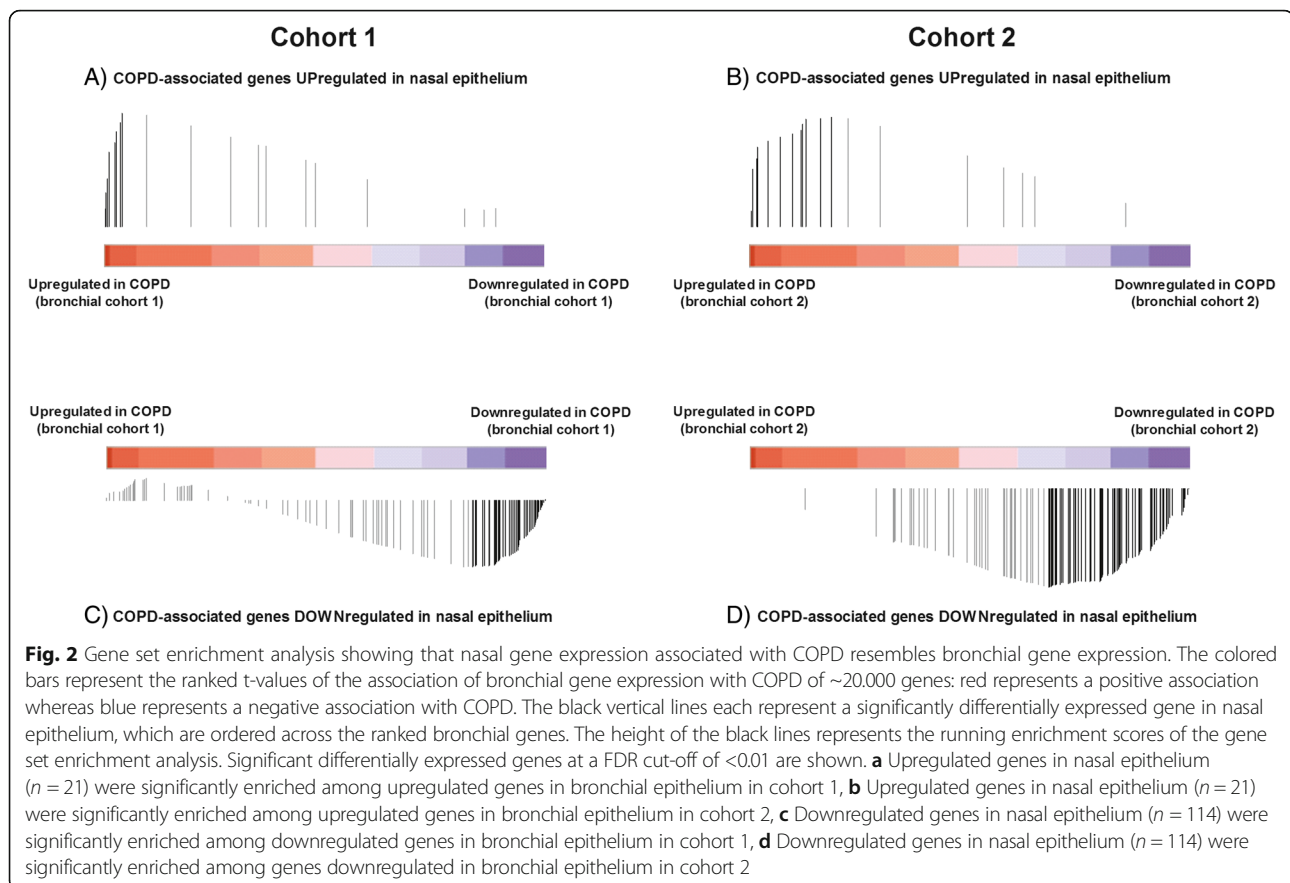 Cohort 1
Cohort 2
A) COPD-associated genes UPregulated in nasal epithelium
B) COPD-associated genes UPregulated in nasal epithelium
Upregulated in COPD
(bronchial cohort 1)
Downregulated in COPD
(bronchial cohort 1)
Upregulated in COPD
(bronchial cohort 2)
Downregulated in COPD
(bronchial cohort 2)
Upregulated in COPD
(bronchial cohort 1)
Downregulated in COPD
(bronchial cohort 1)
Upregulated in COPD
(bronchial cohort 2)
Downregulated in COPD
(bronchial cohort 2)
C) COPD-associated genes DOWNregulated in nasal epithelium
D) COPD-associated genes DOWNregulated in nasal epithelium
Fig. 2 Gene set enrichment analysis showing that nasal gene expression associated with COPD resembles bronchial gene expression. The colored
bars represent the ranked t-values of the association of bronchial gene expression with COPD of ~20.000 genes: red represents a positive association
whereas blue represents a negative association with COPD. The black vertical lines each represent a significantly differentially expressed gene in nasal
epithelium, which are ordered across the ranked bronchial genes. The height of the black lines represents the running enrichment scores of the gene
set enrichment analysis. Significant differentially expressed genes at a FDR cut-off of <0.01 are shown. a Upregulated genes in nasal epithelium
(n = 21) were significantly enriched among upregulated genes in bronchial epithelium in cohort 1, b Upregulated genes in nasal epithelium (n = 21)
were significantly enriched among upregulated genes in bronchial epithelium in cohort 2, c Downregulated genes in nasal epithelium (n = 114) were
significantly enriched among downregulated genes in bronchial epithelium in cohort 1, d Downregulated genes in nasal epithelium (n = 114) were
significantly enriched among genes downregulated in bronchial epithelium in cohort 2